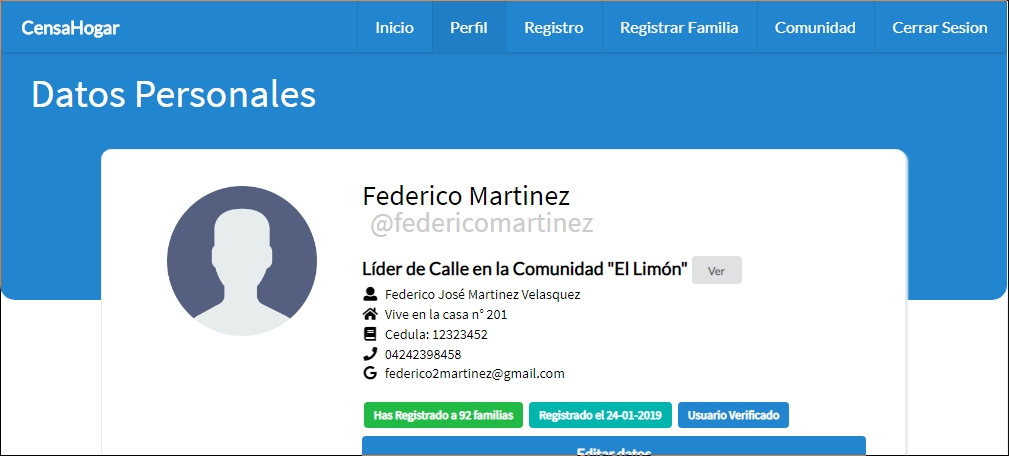 CensaHogar Inicio Perfil Registro Registrar Familia Comunidad Cerrar Sesion
Datos Personales
Federico Martinez
@federicomartinez
Líder de Calle en la Comunidad "El Limón" Ver
Federico José Martinez Velasquez
Vive en la casa n° 201
Cedula: 12323452
04242398458
federico2martinez@gmail.com
Has Registrado a 92 familias Registrado el 24-01-2019 Usuario Verificado
Editar datos